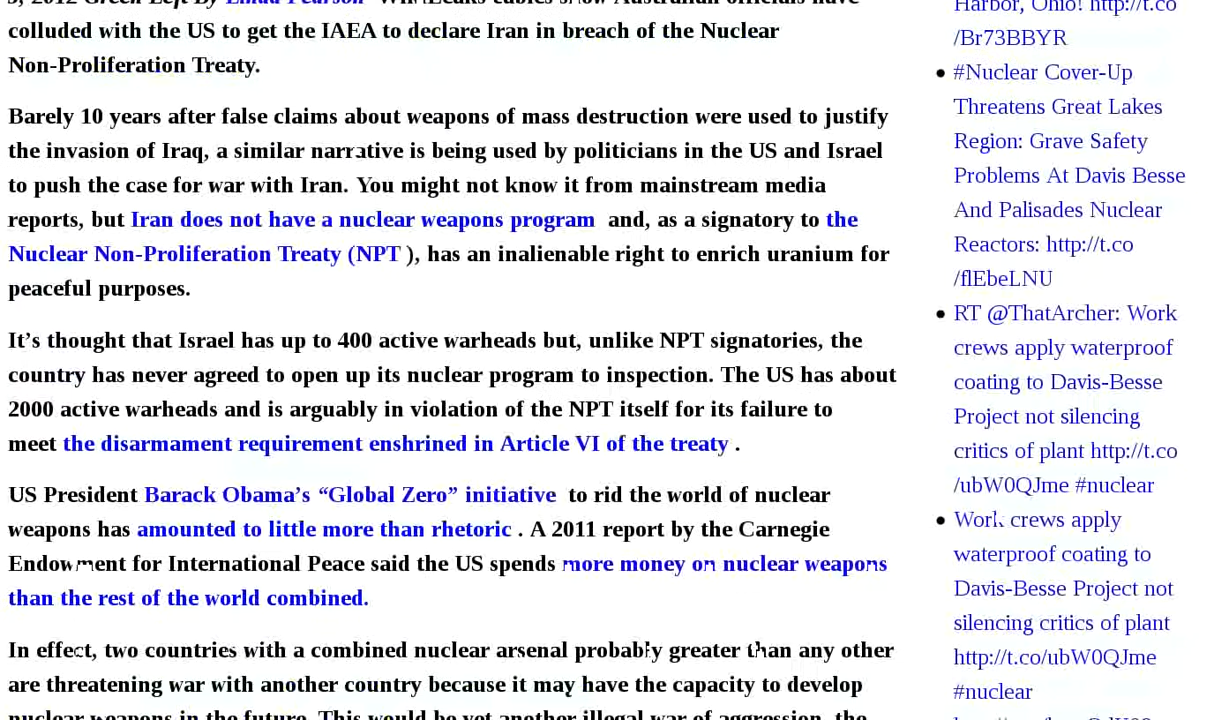 3, 2012 Green Left By Linda Pearson WikiLeaks cables show Australian officials have
colluded with the US to get the IAEA to declare Iran in breach of the Nuclear
Non-Proliferation Treaty.
Barely 10 years after false claims about weapons of mass destruction were used to justify
the invasion of Iraq, a similar narrative is being used by politicians in the US and Israel
to push the case for war with Iran. You might not know it from mainstream media
reports, but Iran does not have a nuclear weapons program and, as a signatory to the
Nuclear Non-Proliferation Treaty (NPT ), has an inalienable right to enrich uranium for
peaceful purposes.
It’s thought that Israel has up to 400 active warheads but, unlike NPT signatories, the
country has never agreed to open up its nuclear program to inspection. The US has about
2000 active warheads and is arguably in violation of the NPT itself for its failure to
meet the disarmament requirement enshrined in Article VI of the treaty .
US President Barack Obama’s “Global Zero” initiative to rid the world of nuclear
weapons has amounted to little more than rhetoric . A 2011 report by the Carnegie
Endowment for International Peace said the US spends more money on nuclear weapons
than the rest of the world combined.
In effect, two countries with a combined nuclear arsenal probably greater than any other
are threatening war with another country because it may have the capacity to develop
nuclear weapons in the future. This would be yet another illegal war of aggression, the
Harbor, Ohio! http://t.co
/Br73BBYR
#Nuclear Cover-Up
Threatens Great Lakes
Region: Grave Safety
Problems At Davis Besse
And Palisades Nuclear
Reactors: http://t.co
/flEbeLNU
RT @ThatArcher: Work
crews apply waterproof
coating to Davis-Besse
Project not silencing
critics of plant http://t.co
/ubW0QJme #nuclear
Work crews apply
waterproof coating to
Davis-Besse Project not
silencing critics of plant
http://t.co/ubW0QJme
#nuclear